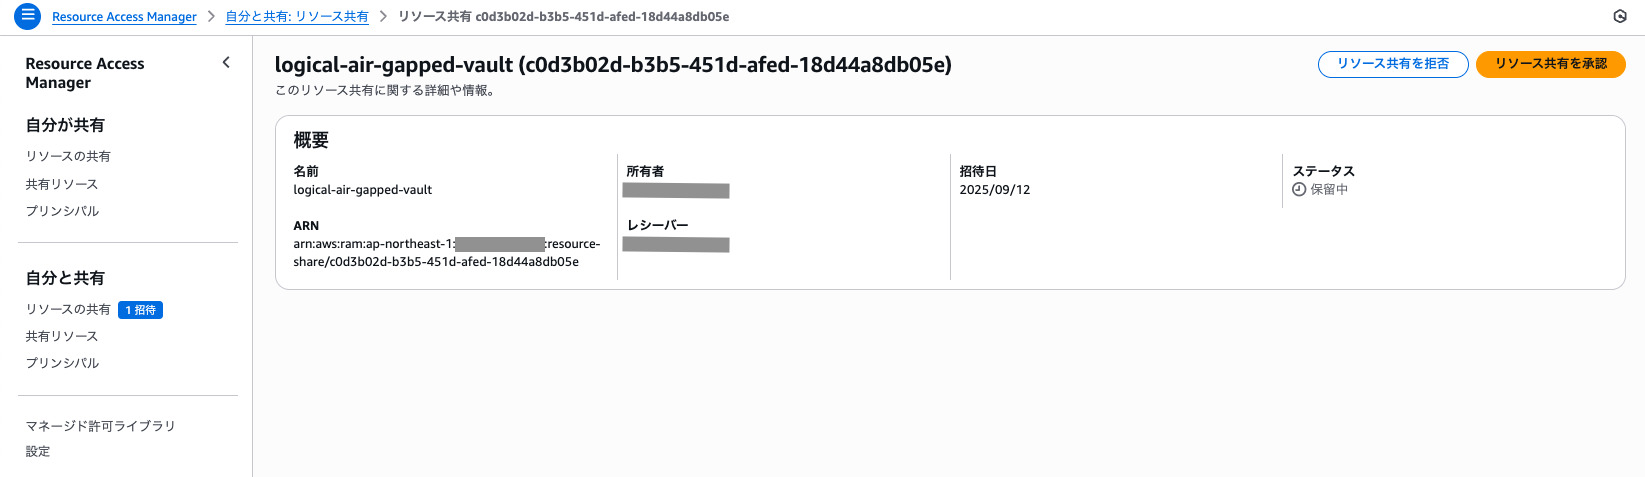 Resource Access Manager > 自分と共有: リソース共有 > リソース共有 c0d3b02d-b3b5-451d-afed-18d44a8db05e
Resource Access
Manager
自分が共有
リソースの共有
共有リソース
プリンシパル
自分と共有
リソースの共有 1 招待
共有リソース
プリンシパル
マネージド許可ライブラリ
設定
logical-air-gapped-vault (c0d3b02d-b3b5-451d-afed-18d44a8db05e)
このリソース共有に関する詳細や情報。
リソース共有を拒否
リソース共有を承認
概要
名前
logical-air-gapped-vault
ARN
arn:aws:ram:ap-northeast-1: :resource-
share/c0d3b02d-b3b5-451d-afed-18d44a8db05e
所有者
レシーバー
招待日
2025/09/12
ステータス
保留中